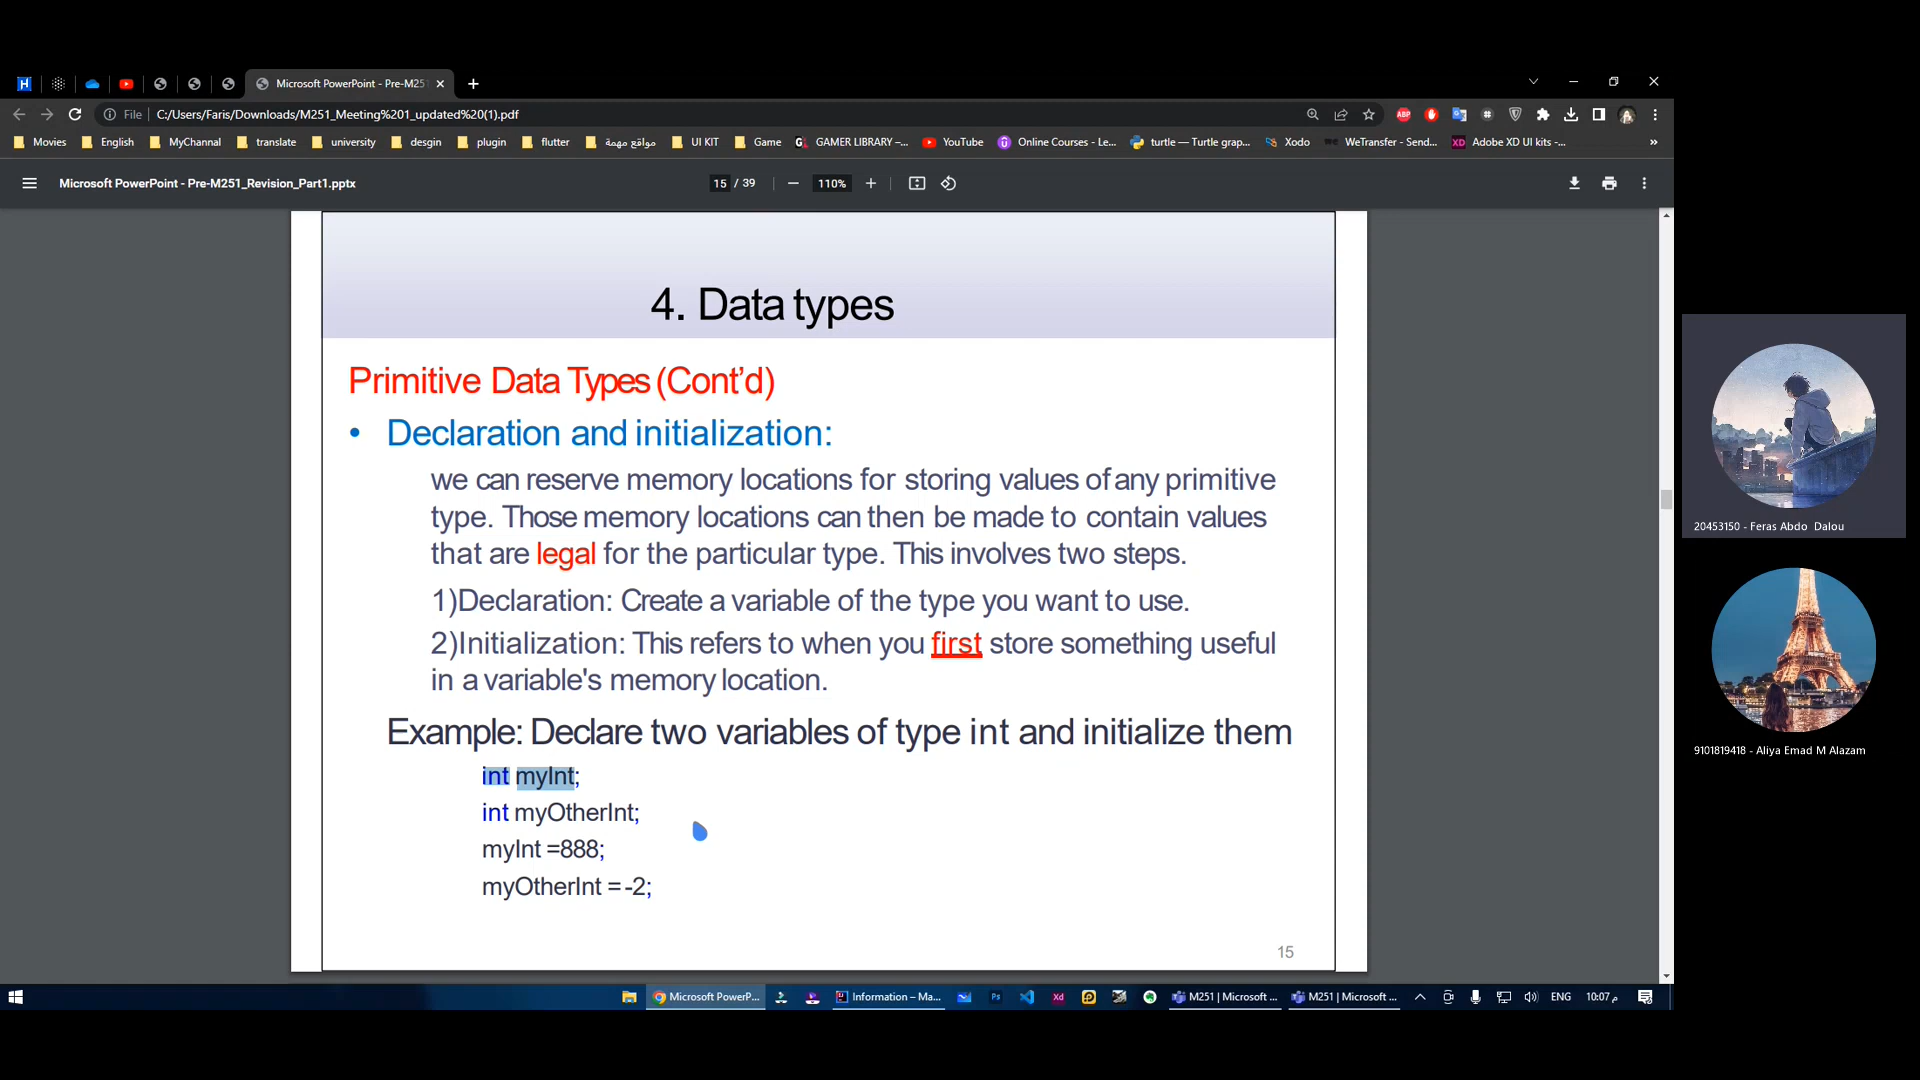 Microsoft PowerPoint - Pre-M251
File C:/Users/Faris/Downloads/M251_Meeting%201_updated%20(1).pdf
Movies English MyChannel translate university desgin plugin flutter مواقع مهمة UI KIT Game GAMER LIBRARY –... YouTube Online Courses - Le... turtle — Turtle grap... Xodo WeTransfer - Send... XD Adobe XD UI kits -... »
Microsoft PowerPoint - Pre-M251_Revision_Part1.pptx 15 / 39 110%
4. Data types
Primitive Data Types (Cont’d)
• Declaration and initialization:
we can reserve memory locations for storing values of any primitive
type. Those memory locations can then be made to contain values
that are legal for the particular type. This involves two steps.
1)Declaration: Create a variable of the type you want to use.
2)Initialization: This refers to when you first store something useful
in a variable's memory location.
Example: Declare two variables of type int and initialize them
int myInt;
int myOtherInt;
myInt =888;
myOtherInt = -2;
15
20453150 - Feras Abdo Dalou
9101819418 - Aliya Emad M Alazam
Microsoft PowerP... Information – Ma... Ps Xd M251 | Microsoft ... M251 | Microsoft ... ENG 10:07 م